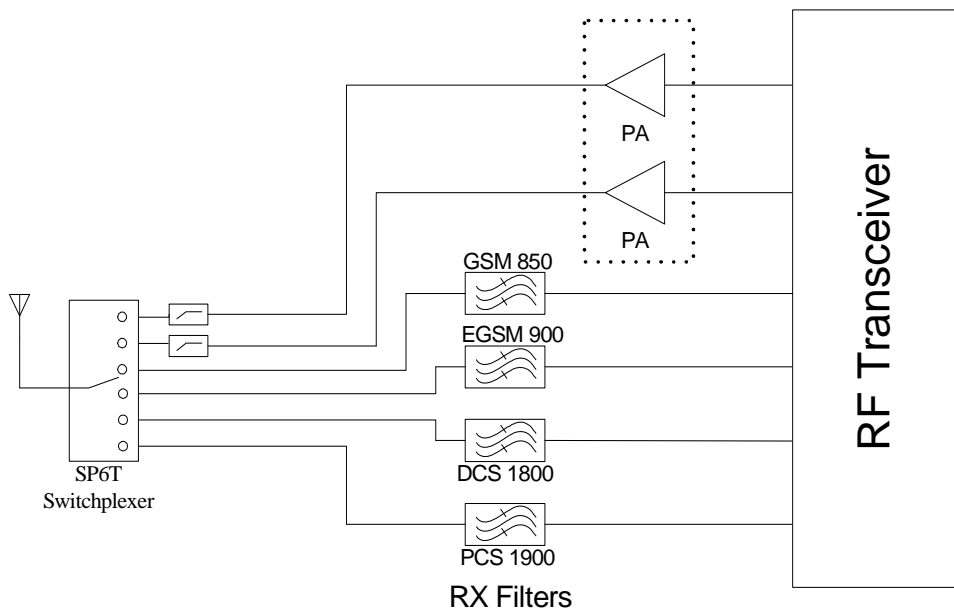 PA
PA
GSM 850
EGSM 900
DCS 1800
PCS 1900
RX Filters
SP6T
Switchplexer
RF Transceiver